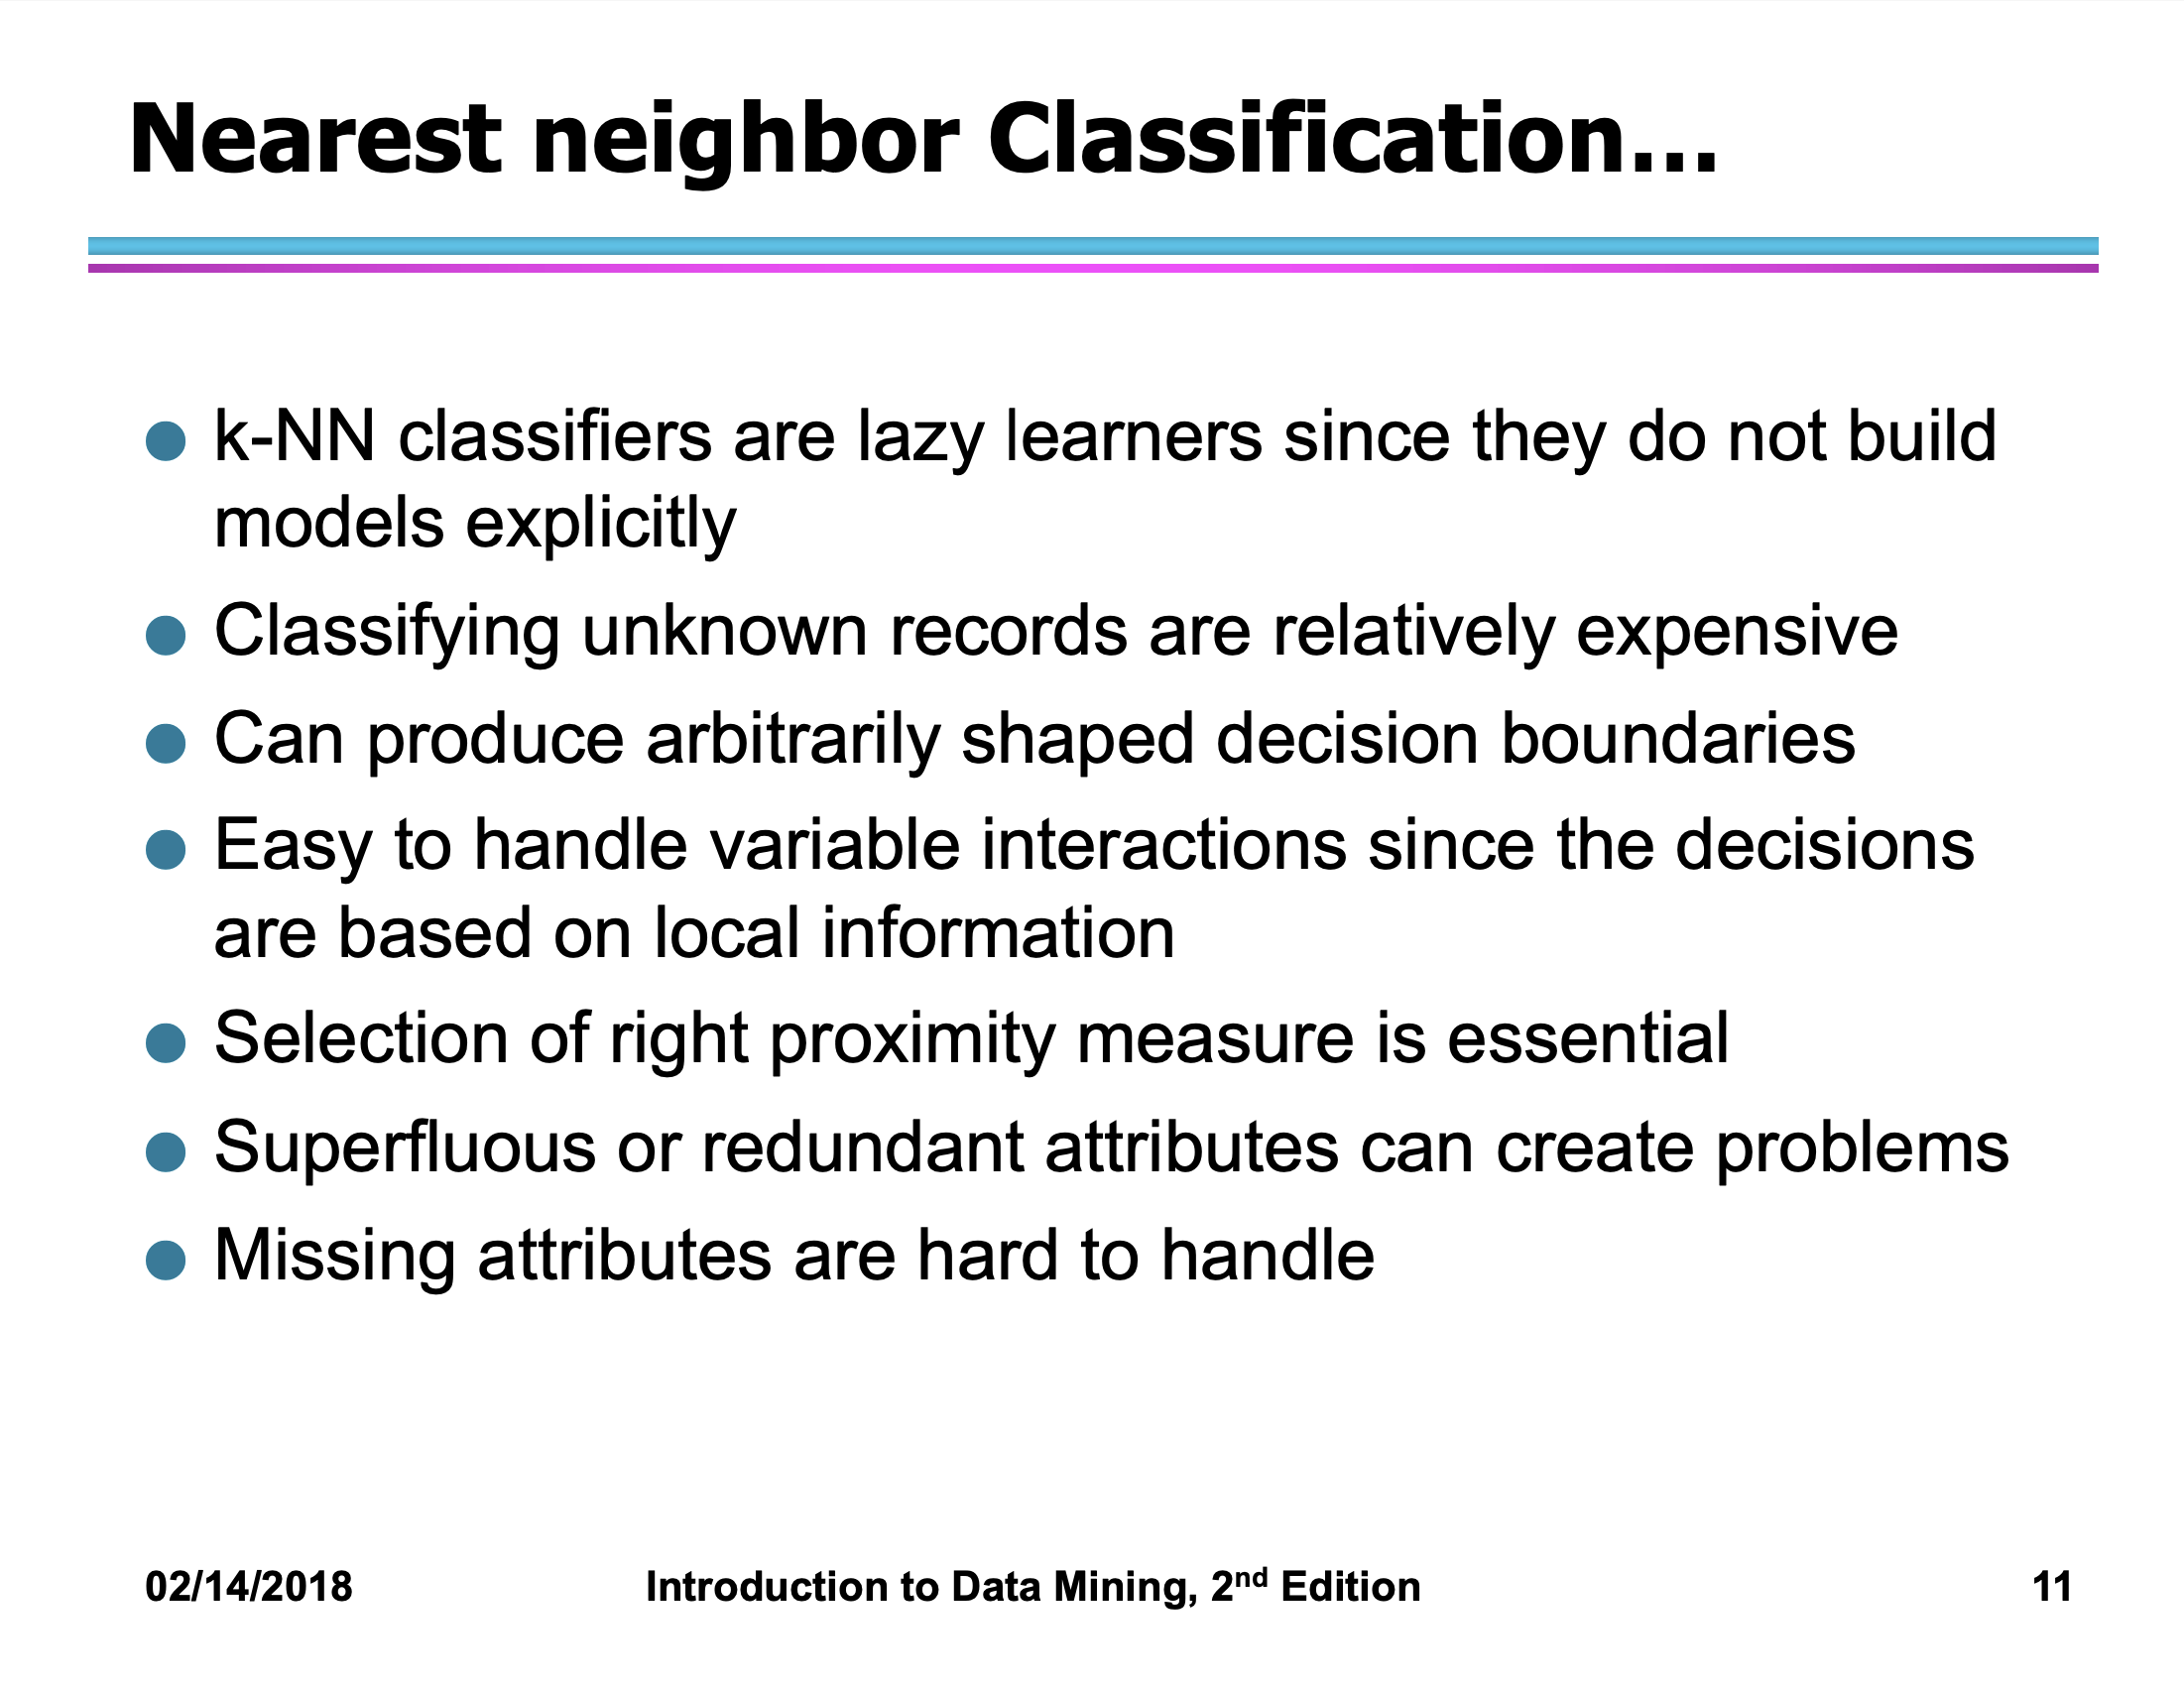 Nearest neighbor Classification…
k-NN classifiers are lazy learners since they do not build
models explicitly
Classifying unknown records are relatively expensive
Can produce arbitrarily shaped decision boundaries
Easy to handle variable interactions since the decisions
are based on local information
Selection of right proximity measure is essential
Superfluous or redundant attributes can create problems
Missing attributes are hard to handle
02/14/2018 Introduction to Data Mining, 2nd Edition 11